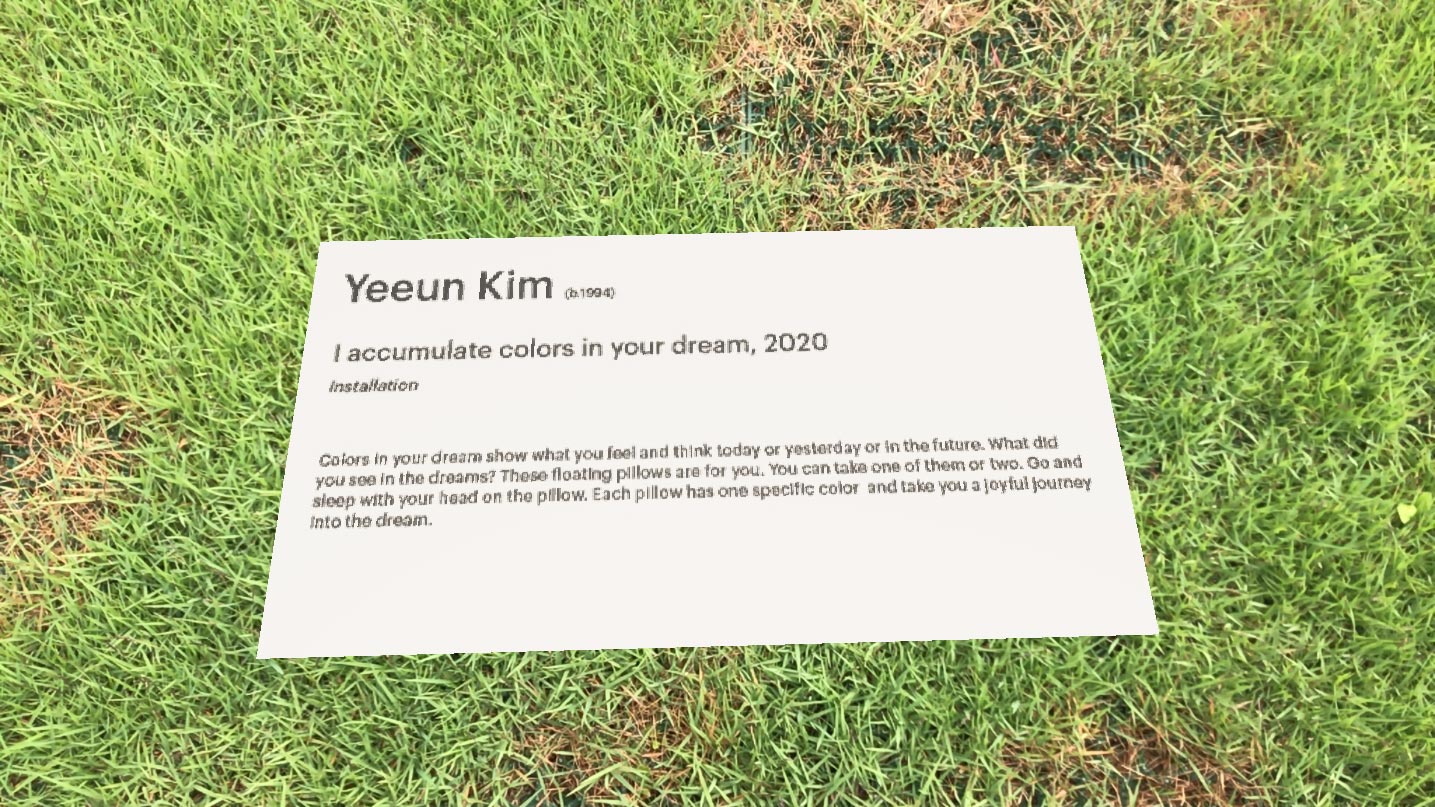 Yeeun Kim (b.1994)
I accumulate colors in your dream, 2020
Installation
Colors in your dream show what you feel and think today or yesterday or in the future. What did
you see in the dreams? These floating pillows are for you. You can take one of them or two. Go and
sleep with your head on the pillow. Each pillow has one specific color and take you a joyful journey
into the dream.